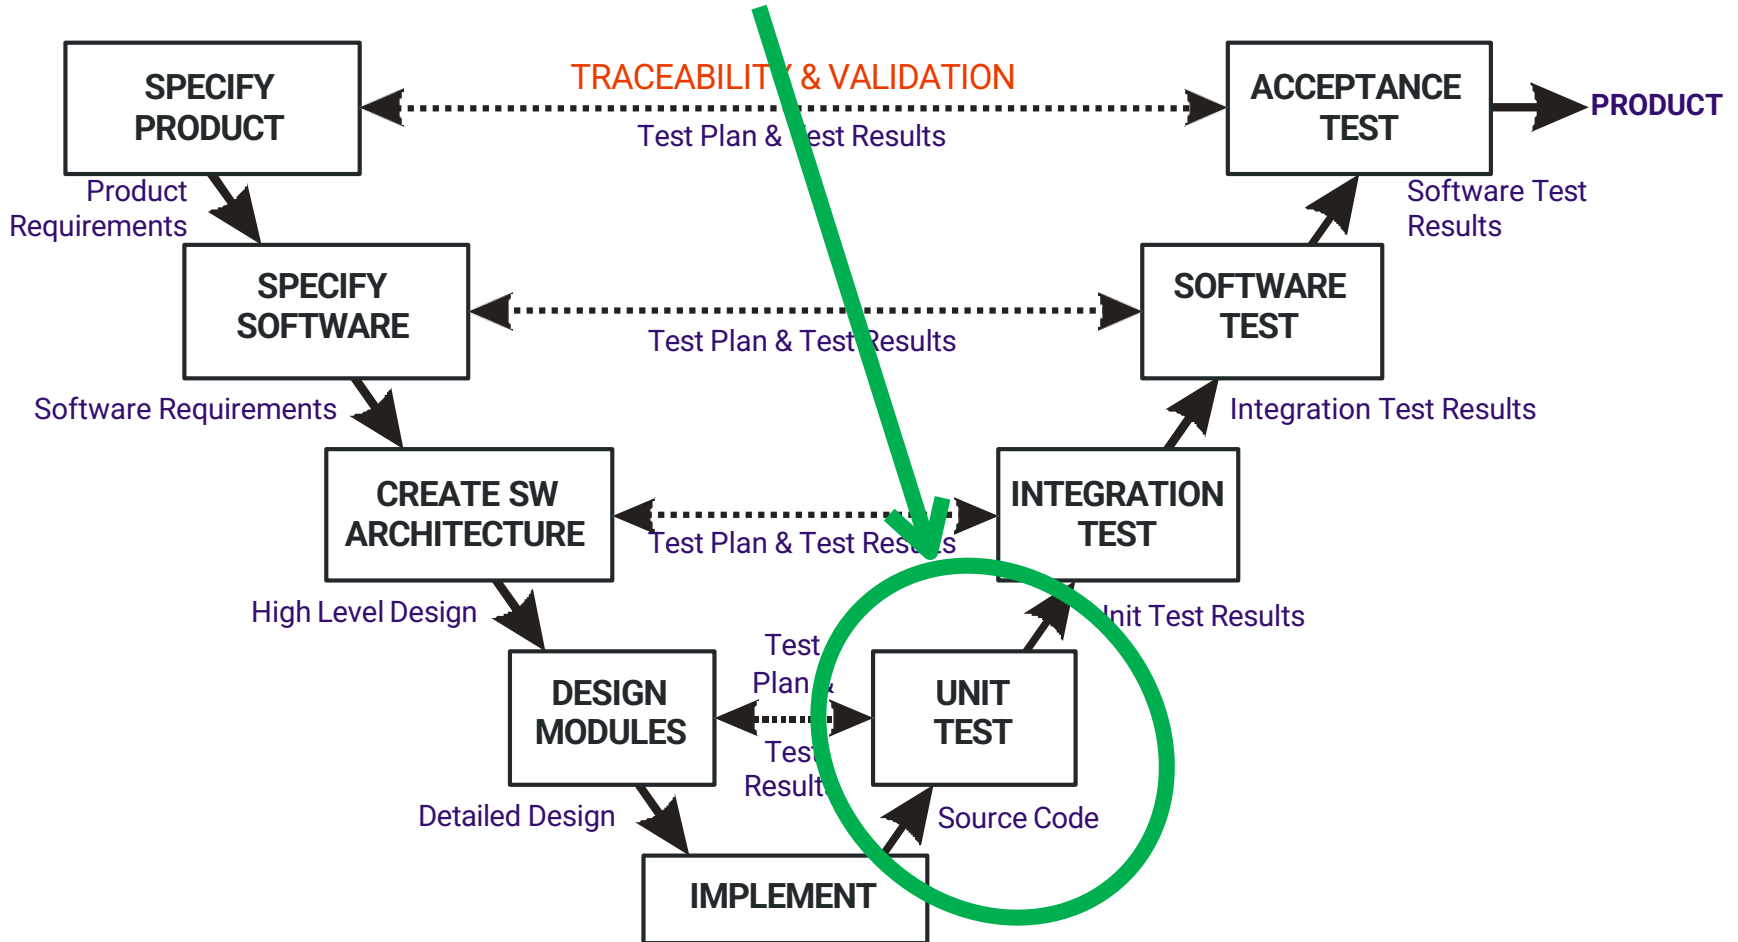 SPECIFY
PRODUCT
TRACEABILITY & VALIDATION
Test Plan & Test Results
ACCEPTANCE
TEST
PRODUCT
Product
Requirements
Software Test
Results
SPECIFY
SOFTWARE
Test Plan & Test Results
SOFTWARE
TEST
Software Requirements
Integration Test Results
CREATE SW
ARCHITECTURE
Test Plan & Test Results
INTEGRATION
TEST
High Level Design
Unit Test Results
DESIGN
MODULES
Test
Plan &
Test
Results
UNIT
TEST
Detailed Design
Source Code
IMPLEMENT